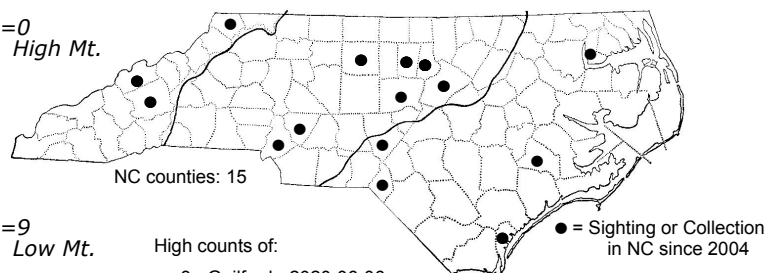 =0
High Mt.
NC counties: 15
=9
Low Mt.
High counts of:
● = Sighting or Collection
in NC since 2004